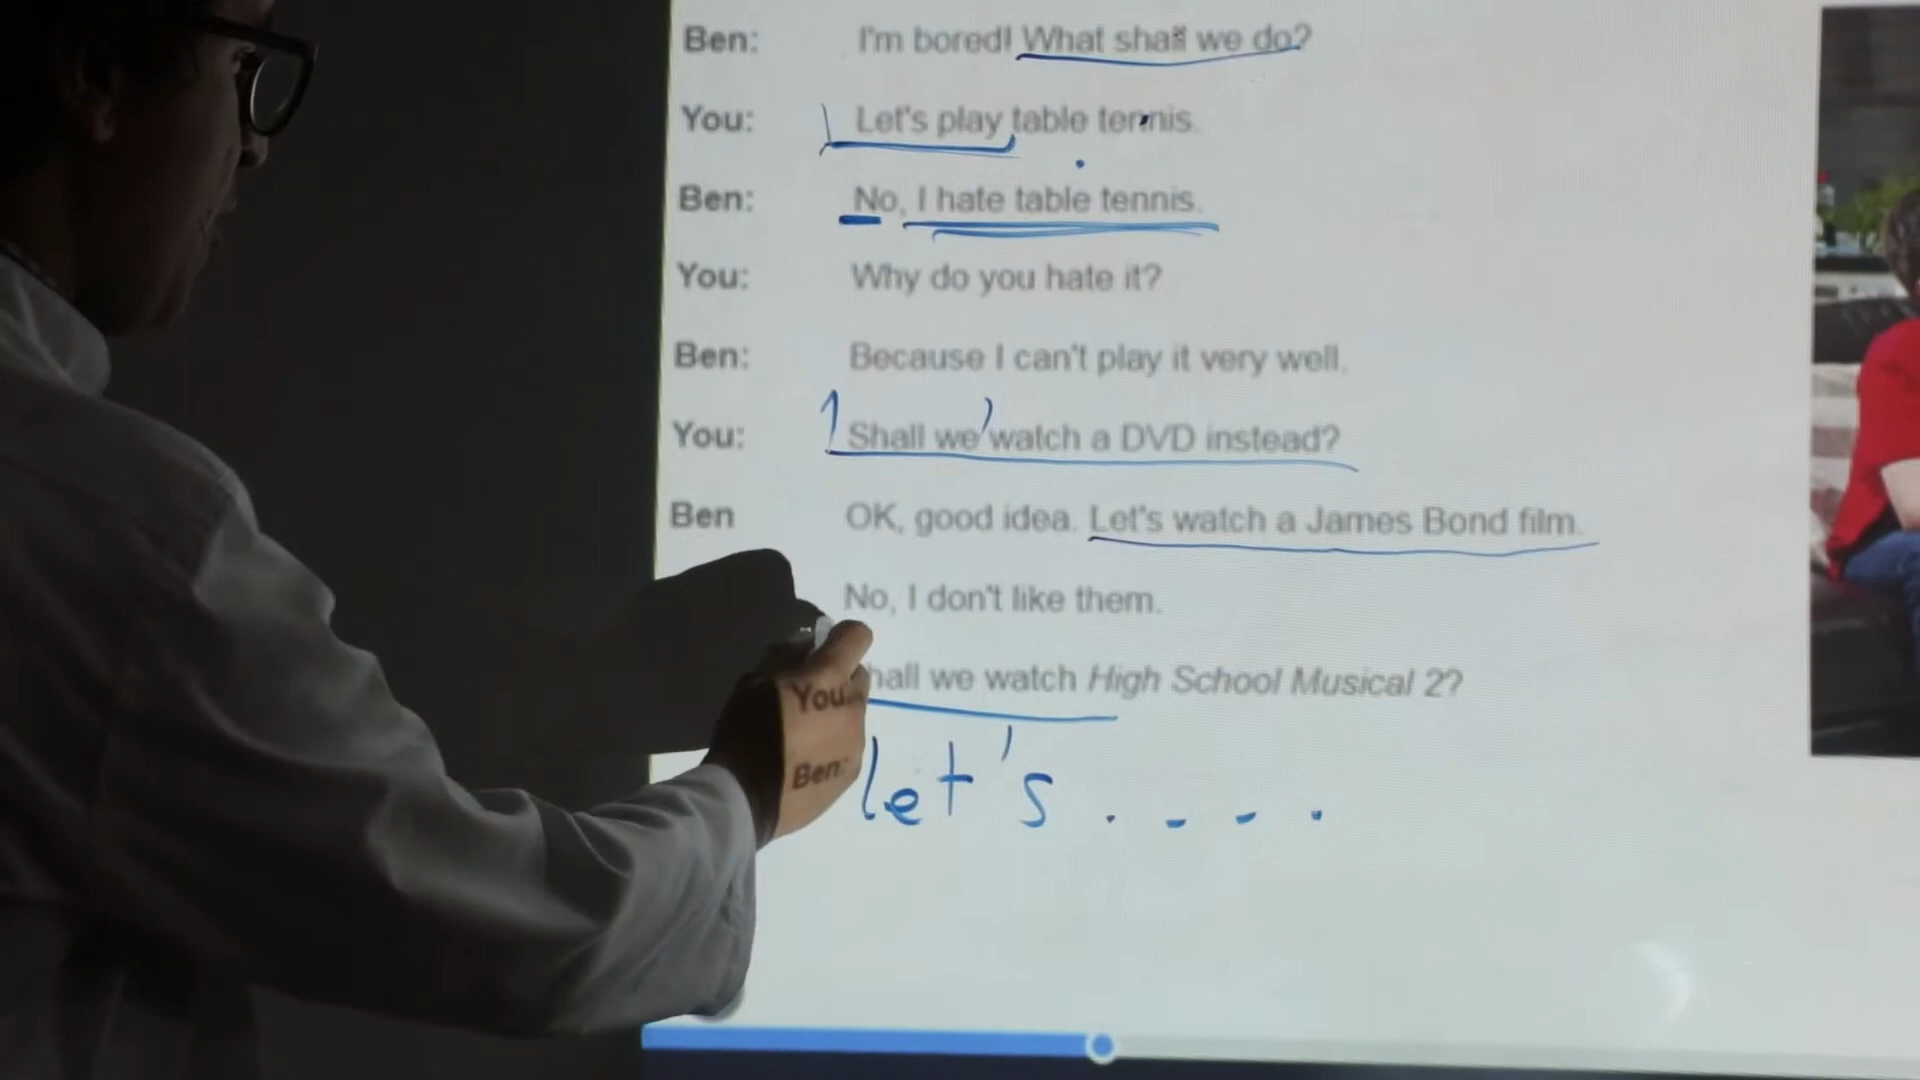 Ben: I'm bored! What shall we do?
You: Let's play table tennis.
Ben: No, I hate table tennis.
You: Why do you hate it?
Ben: Because I can't play it very well.
You: Shall we watch a DVD instead?
Ben OK, good idea. Let's watch a James Bond film.
No, I don't like them.
You: hall we watch High School Musical 2?
Ben: let's ....